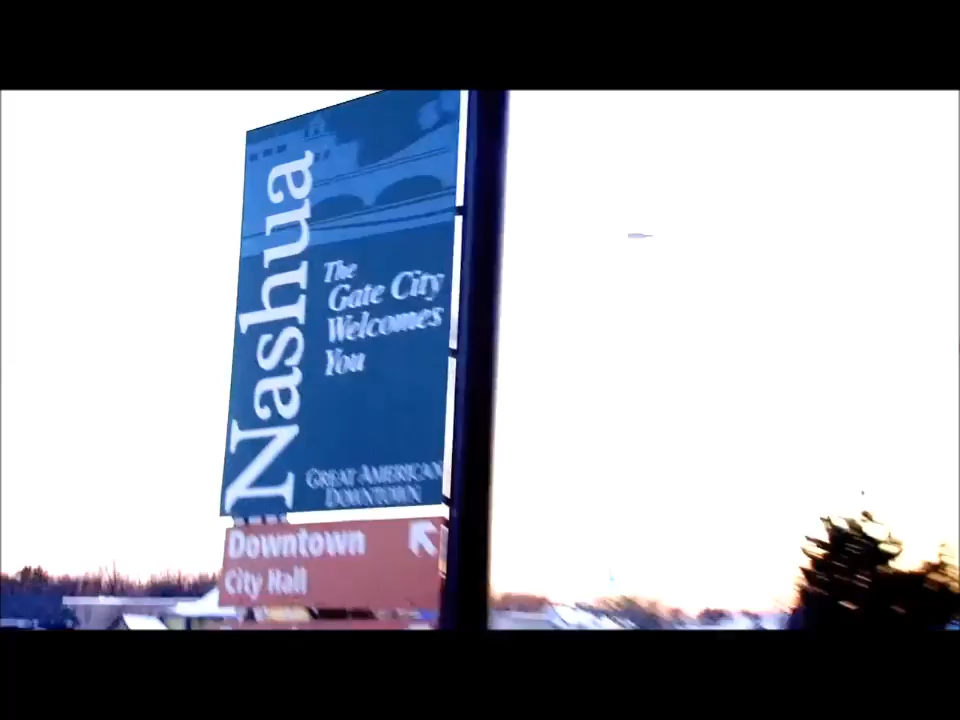 Nashua
The
Gate City
Welcomes
You
GREAT AMERICAN
DOWNTOWN
Downtown
City Hall